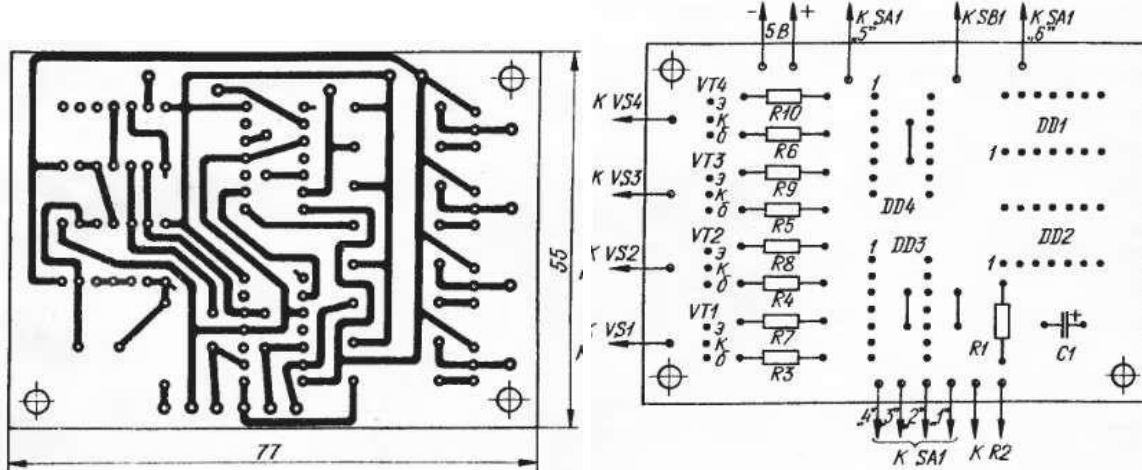 55
77
- 5В +
К SA1 „5"
К SB1
К SA1 „6"
К VS4
К VS3
К VS2
К VS1
VT4
э
к
б
VT3
э
к
б
VT2
э
к
б
VT1
э
к
б
R10
R6
R9
R5
R8
R4
R7
R3
1
DD4
1
DD3
DD1
1
DD2
1
R1
+
C1
„4" „3" „2" „1"
К SA1
К R2